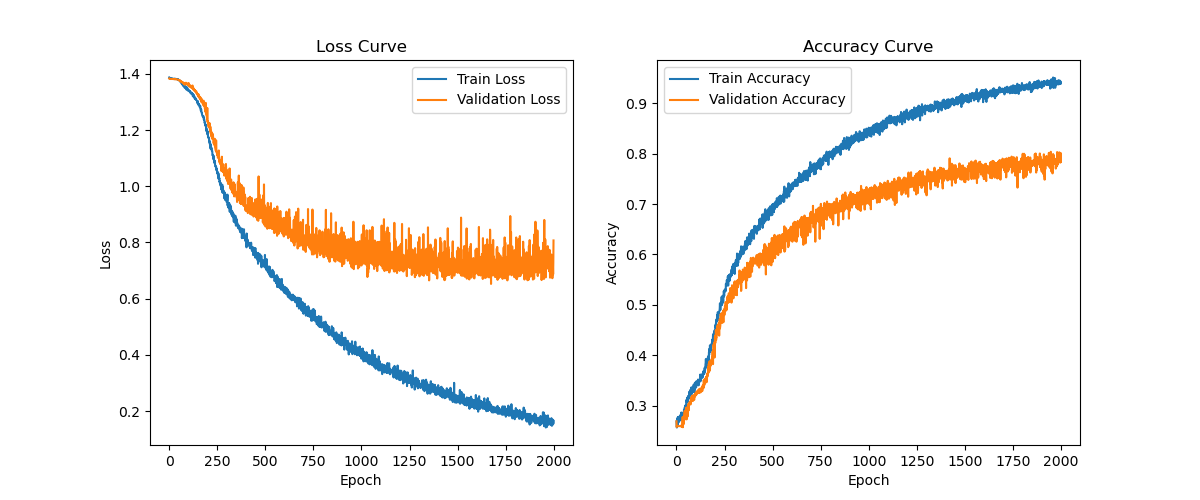 Loss Curve
1.4
1.2
1.0
0.8
0.6
0.4
0.2
Loss
Train Loss
Validation Loss
0 250 500 750 1000 1250 1500 1750 2000
Epoch
Accuracy Curve
0.9
0.8
0.7
0.6
0.5
0.4
0.3
Accuracy
Train Accuracy
Validation Accuracy
0 250 500 750 1000 1250 1500 1750 2000
Epoch